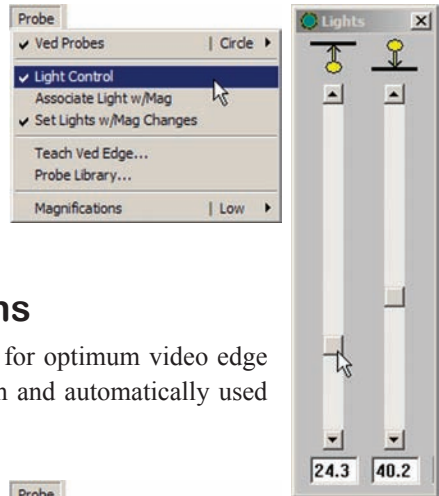 Probe
Ved Probes | Circle
Light Control
Associate Light w/Mag
Set Lights w/Mag Changes
Teach Ved Edge...
Probe Library...
Magnifications | Low
Lights
24.3 40.2
for optimum video edge
and automatically used
Probe